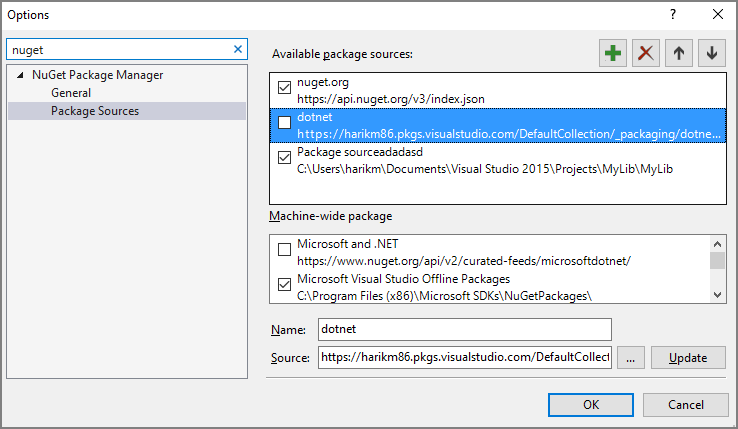 Options
nuget
NuGet Package Manager
General
Package Sources
Available package sources:
nuget.org
https://api.nuget.org/v3/index.json
dotnet
https://harikm86.pkgs.visualstudio.com/DefaultCollection/_packaging/dotne...
Package sourceadadasd
C:\Users\harikm\Documents\Visual Studio 2015\Projects\MyLib\MyLib
Machine-wide package
Microsoft and .NET
https://www.nuget.org/api/v2/curated-feeds/microsoftdotnet/
Microsoft Visual Studio Offline Packages
C:\Program Files (x86)\Microsoft SDKs\NuGetPackages\
Name: dotnet
Source: https://harikm86.pkgs.visualstudio.com/DefaultCollect ... Update
OK Cancel